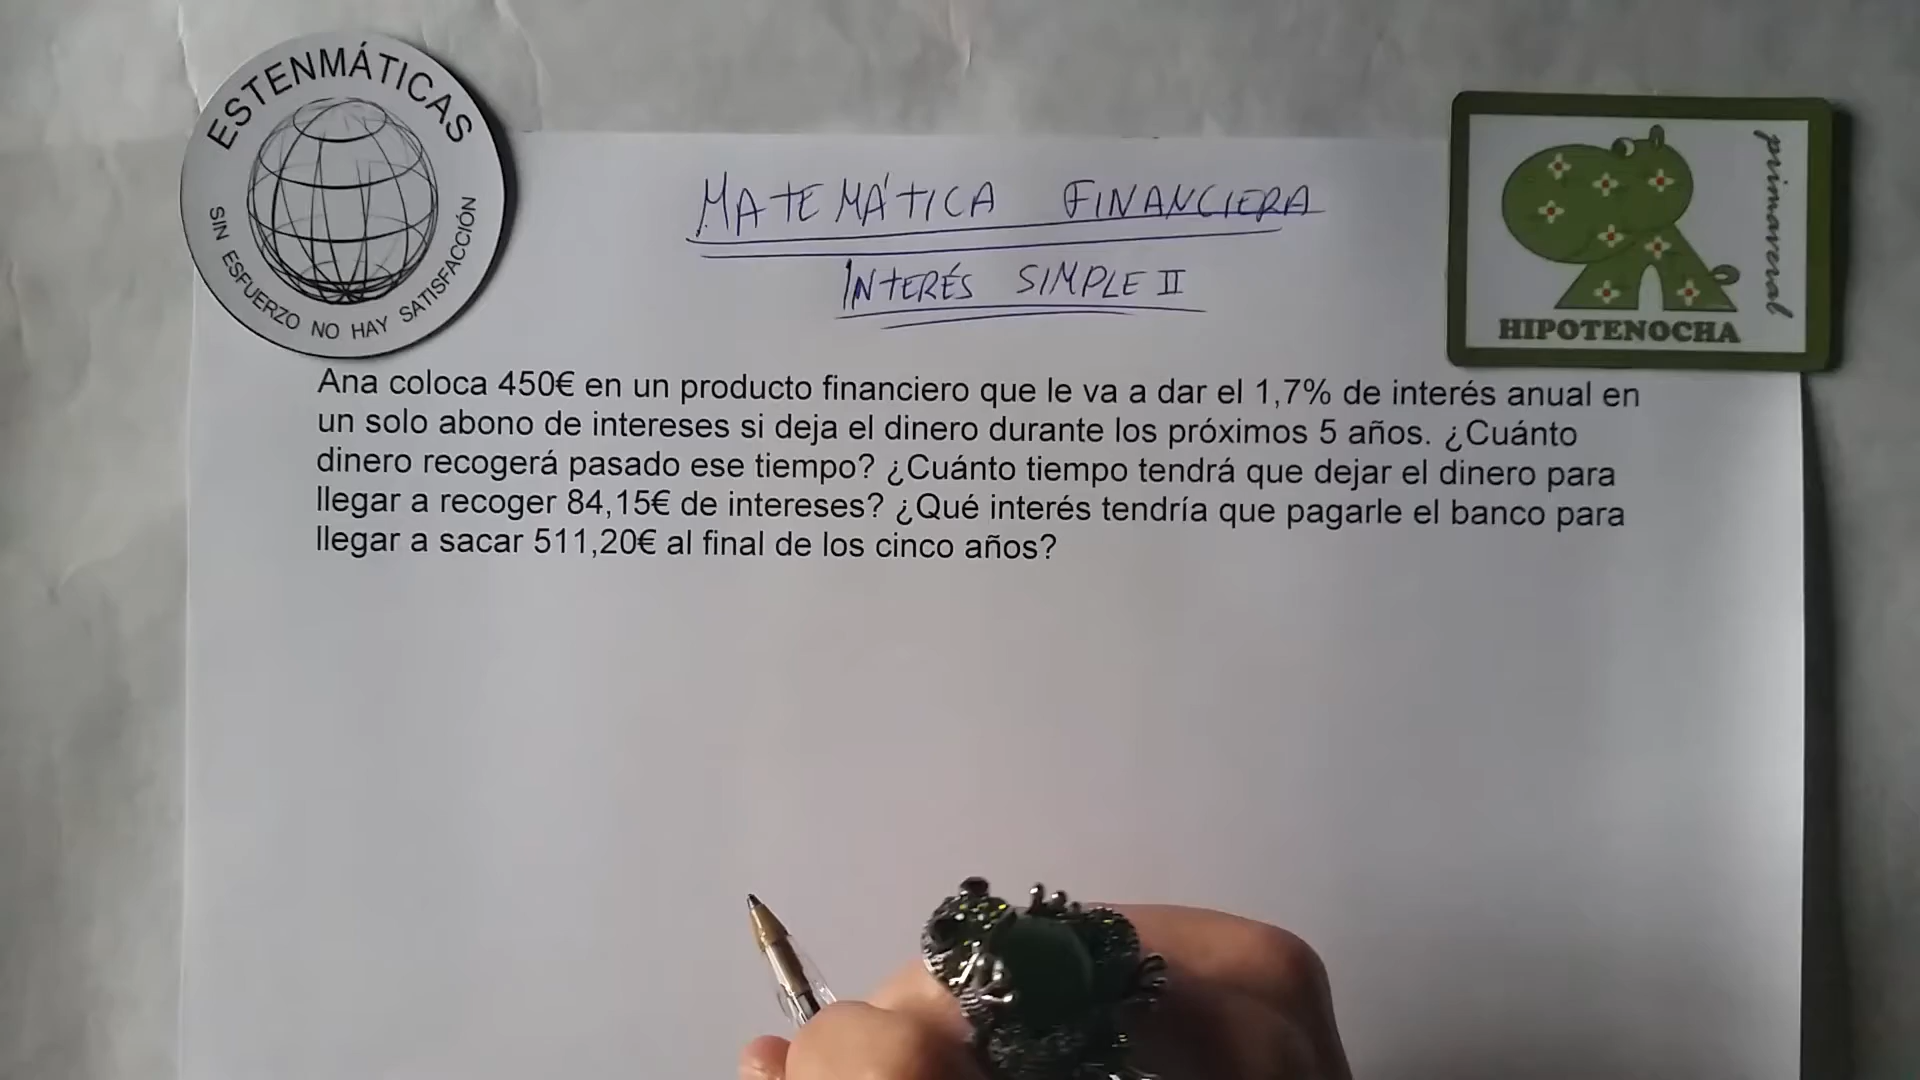 ESTENMÁTICAS
SIN ESFUERZO NO HAY SATISFACCIÓN
MATEMÁTICA FINANCIERA
INTERÉS SIMPLE II
primaveral
HIPOTENOCHA
Ana coloca 450€ en un producto financiero que le va a dar el 1,7% de interés anual en
un solo abono de intereses si deja el dinero durante los próximos 5 años. ¿Cuánto
dinero recogerá pasado ese tiempo? ¿Cuánto tiempo tendrá que dejar el dinero para
llegar a recoger 84,15€ de intereses? ¿Qué interés tendría que pagarle el banco para
llegar a sacar 511,20€ al final de los cinco años?